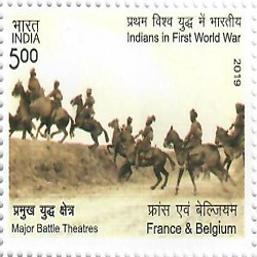 भारत
INDIA
5.00
प्रथम विश्व युद्ध में भारतीय
Indians in First World War
2019
प्रमुख युद्ध क्षेत्र
Major Battle Theatres
फ्रांस एवं बेल्जियम
France & Belgium